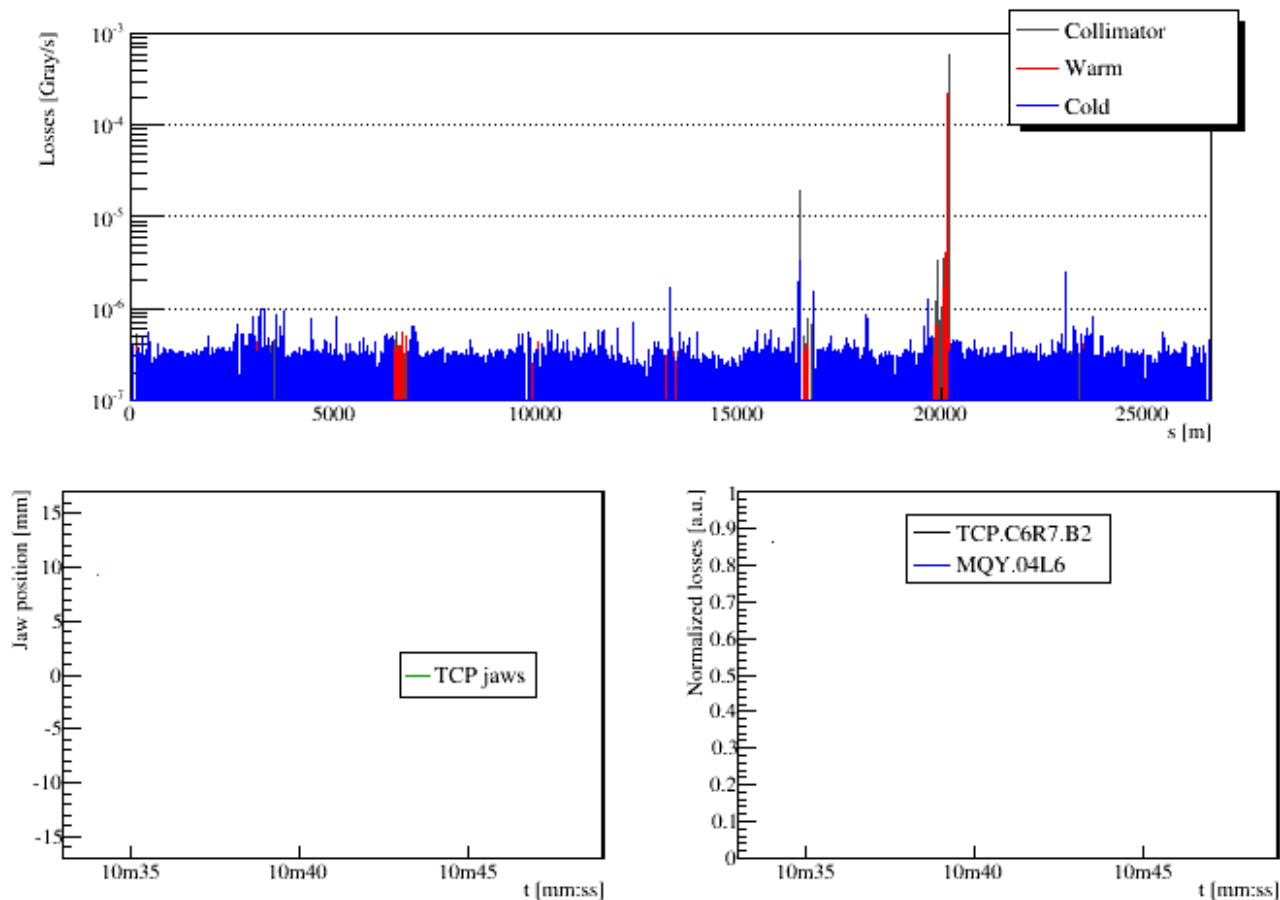 Losses [Gray/s]
10-3
10-4
10-5
10-6
10-7
Collimator
Warm
Cold
0 5000 10000 15000 20000 25000
s [m]
Jaw position [mm]
15
10
5
0
-5
-10
-15
TCP jaws
10m35 10m40 10m45
t [mm:ss]
Normalized losses [a.u.]
1
0.9
0.8
0.7
0.6
0.5
0.4
0.3
0.2
0.1
0
TCP.C6R7.B2
MQY.04L6
10m35 10m40 10m45
t [mm:ss]